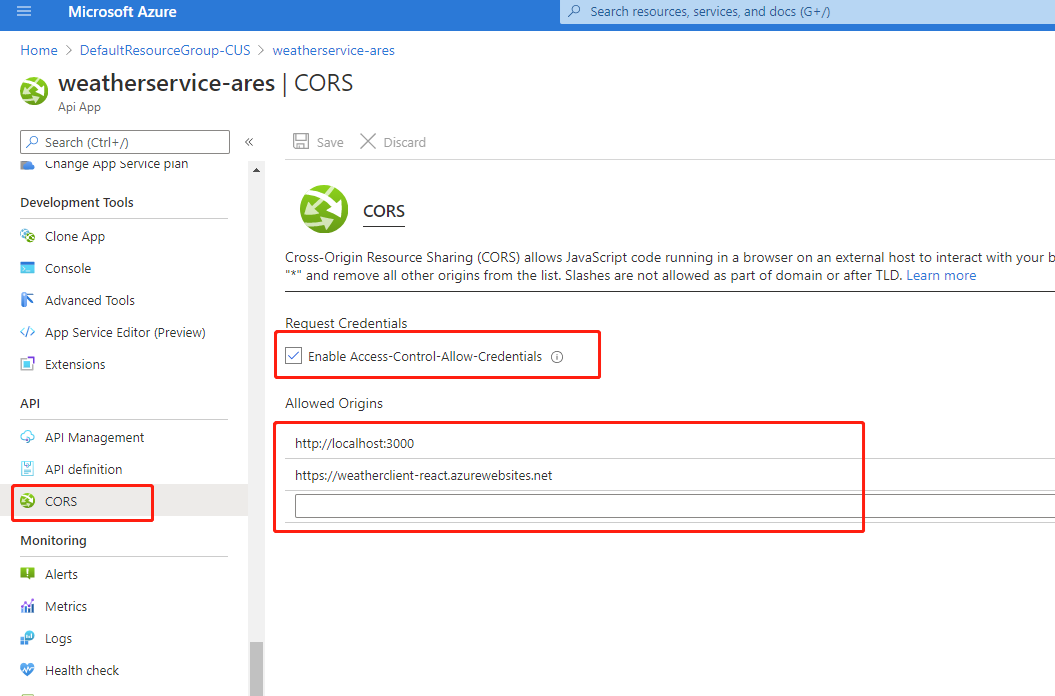 Microsoft Azure
Search resources, services, and docs (G+/)
Home > DefaultResourceGroup-CUS > weatherservice-ares
weatherservice-ares | CORS
Api App
Search (Ctrl+/)
«
Save
Discard
Change App Service plan
Development Tools
Clone App
Console
Advanced Tools
App Service Editor (Preview)
Extensions
API
API Management
API definition
CORS
Monitoring
Alerts
Metrics
Logs
Health check
CORS
Cross-Origin Resource Sharing (CORS) allows JavaScript code running in a browser on an external host to interact with your b
"*" and remove all other origins from the list. Slashes are not allowed as part of domain or after TLD. Learn more
Request Credentials
Enable Access-Control-Allow-Credentials
Allowed Origins
http://localhost:3000
https://weatherclient-react.azurewebsites.net